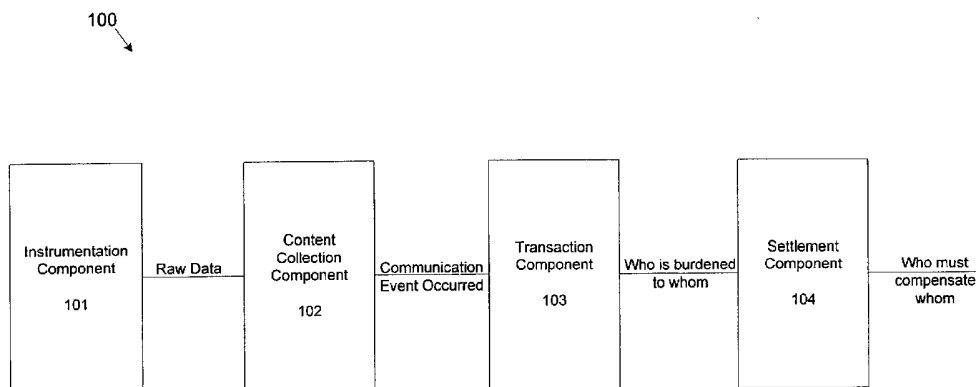 100
Instrumentation
Component
101
Raw Data
Content
Collection
Component
102
Communication
Event Occurred
Transaction
Component
103
Who is burdened
to whom
Settlement
Component
104
Who must
compensate
whom